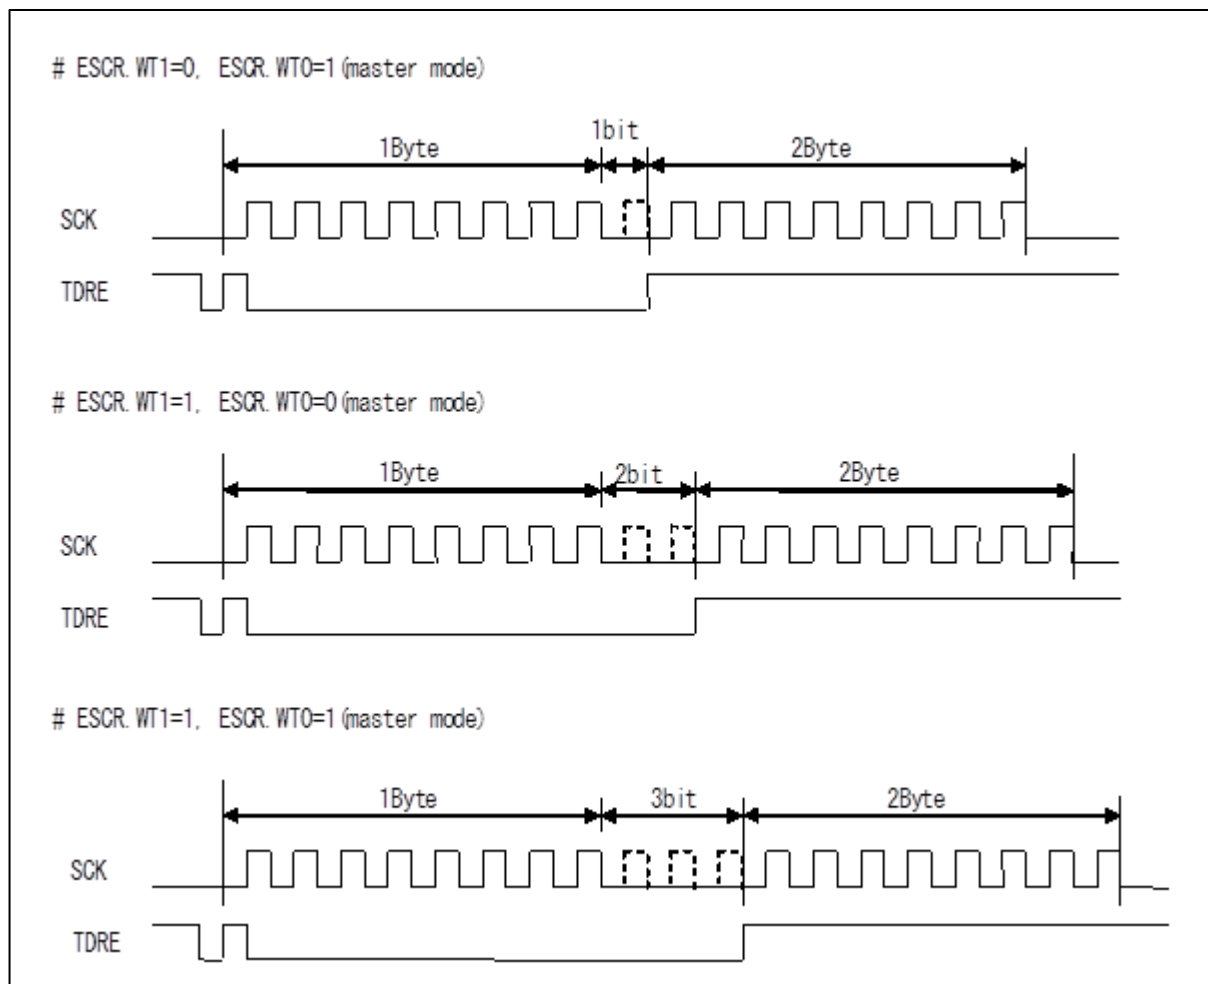 # ESCR.WT1=0, ESCR.WT0=1(master mode)
1Byte 1bit 2Byte
SCK
TDRE
# ESCR.WT1=1, ESCR.WT0=0(master mode)
1Byte 2bit 2Byte
SCK
TDRE
# ESCR.WT1=1, ESCR.WT0=1(master mode)
1Byte 3bit 2Byte
SCK
TDRE